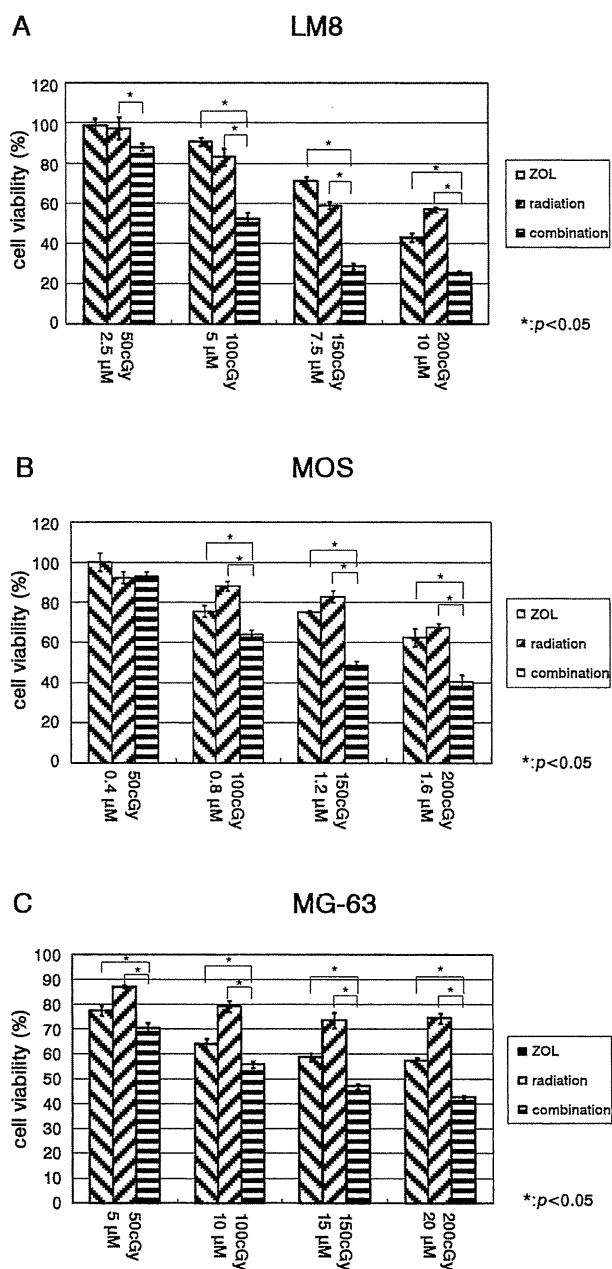 A
LM8
cell viability (%)
120
100
80
60
40
20
0
*
*
*
*
*
*
*
50cGy
2.5 μM
100cGy
5 μM
150cGy
7.5 μM
200cGy
10 μM
ZOL
radiation
combination
*:p<0.05
B
MOS
cell viability (%)
120
100
80
60
40
20
0
*
*
*
*
*
*
50cGy
0.4 μM
100cGy
0.8 μM
150cGy
1.2 μM
200cGy
1.6 μM
ZOL
radiation
combination
*:p<0.05
C
MG-63
cell viability (%)
100
90
80
70
60
50
40
30
20
10
0
*
*
*
*
*
*
*
*
50cGy
5 μM
100cGy
10 μM
150cGy
15 μM
200cGy
20 μM
ZOL
radiation
combination
*:p<0.05